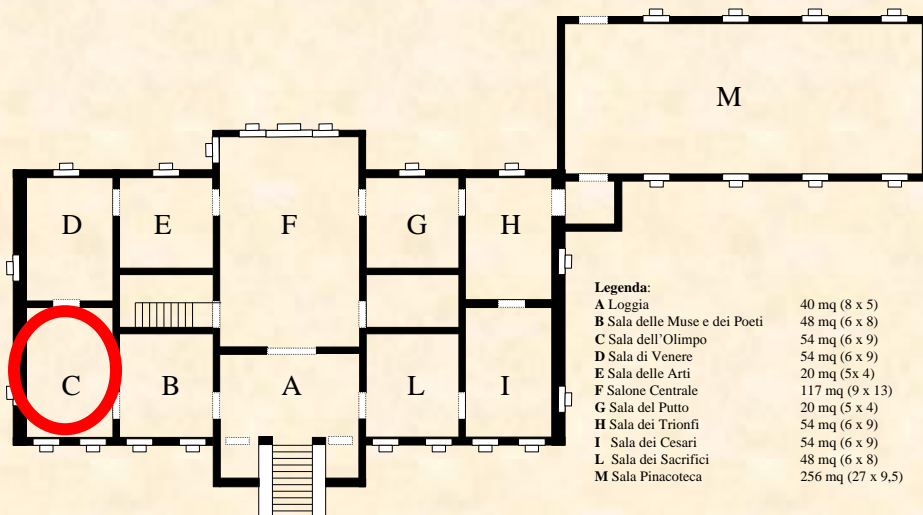 M
D
E
F
G
H
C
B
A
L
I
Legenda:
A Loggia 40 mq (8 x 5)
B Sala delle Muse e dei Poeti 48 mq (6 x 8)
C Sala dell'Olimpo 54 mq (6 x 9)
D Sala di Venere 54 mq (6 x 9)
E Sala delle Arti 20 mq (5x 4)
F Salone Centrale 117 mq (9 x 13)
G Sala del Putto 20 mq (5 x 4)
H Sala dei Trionfi 54 mq (6 x 9)
I Sala dei Cesari 54 mq (6 x 9)
L Sala dei Sacrifici 48 mq (6 x 8)
M Sala Pinacoteca 256 mq (27 x 9,5)